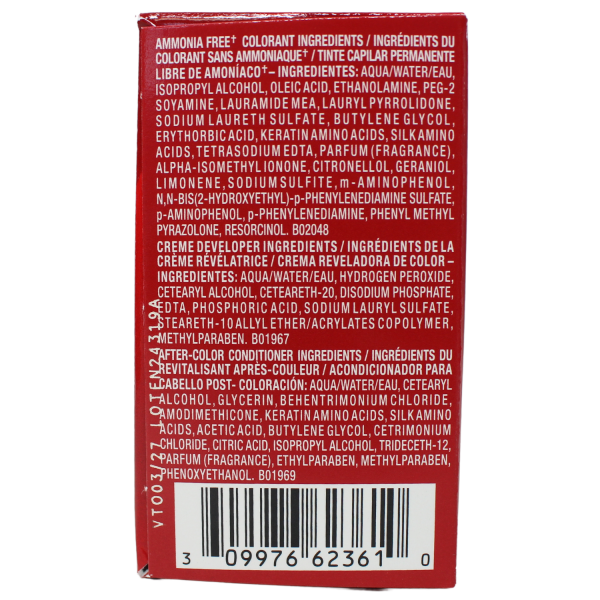 AMMONIA FREE† COLORANT INGREDIENTS / INGRÉDIENTS DU
COLORANT SANS AMMONIAQUE† / TINTE CAPILAR PERMANENTE
LIBRE DE AMONÍACO† – INGREDIENTES: AQUA/WATER/EAU,
ISOPROPYL ALCOHOL, OLEIC ACID, ETHANOLAMINE, PEG-2
SOYAMINE, LAURAMIDE MEA, LAURYL PYRROLIDONE,
SODIUM LAURETH SULFATE, BUTYLENE GLYCOL,
ERYTHORBIC ACID, KERATIN AMINO ACIDS, SILK AMINO
ACIDS, TETRASODIUM EDTA, PARFUM (FRAGRANCE),
ALPHA-ISOMETHYL IONONE, CITRONELLOL, GERANIOL,
LIMONENE, SODIUM SULFITE, m-AMINOPHENOL,
N,N-BIS(2-HYDROXYETHYL)-p-PHENYLENEDIAMINE SULFATE,
p-AMINOPHENOL, p-PHENYLENEDIAMINE, PHENYL METHYL
PYRAZOLONE, RESORCINOL. B02048
CREME DEVELOPER INGREDIENTS / INGRÉDIENTS DE LA
CRÈME RÉVÉLATRICE / CREMA REVELADORA DE COLOR –
INGREDIENTES: AQUA/WATER/EAU, HYDROGEN PEROXIDE,
CETEARYL ALCOHOL, CETEARETH-20, DISODIUM PHOSPHATE,
EDTA, PHOSPHORIC ACID, SODIUM LAURYL SULFATE,
STEARETH-10 ALLYL ETHER/ACRYLATES COPOLYMER,
METHYLPARABEN. B01967
AFTER-COLOR CONDITIONER INGREDIENTS / INGRÉDIENTS DU
REVITALISANT APRÈS-COULEUR / ACONDICIONADOR PARA
CABELLO POST- COLORACIÓN: AQUA/WATER/EAU, CETEARYL
ALCOHOL, GLYCERIN, BEHENTRIMONIUM CHLORIDE,
AMODIMETHICONE, KERATIN AMINO ACIDS, SILK AMINO
ACIDS, ACETIC ACID, BUTYLENE GLYCOL, CETRIMONIUM
CHLORIDE, CITRIC ACID, ISOPROPYL ALCOHOL, TRIDECETH-12,
PARFUM (FRAGRANCE), ETHYLPARABEN, METHYLPARABEN,
PHENOXYETHANOL. B01969
VT003/27 LOTEN24319A
3 09976 62361 0